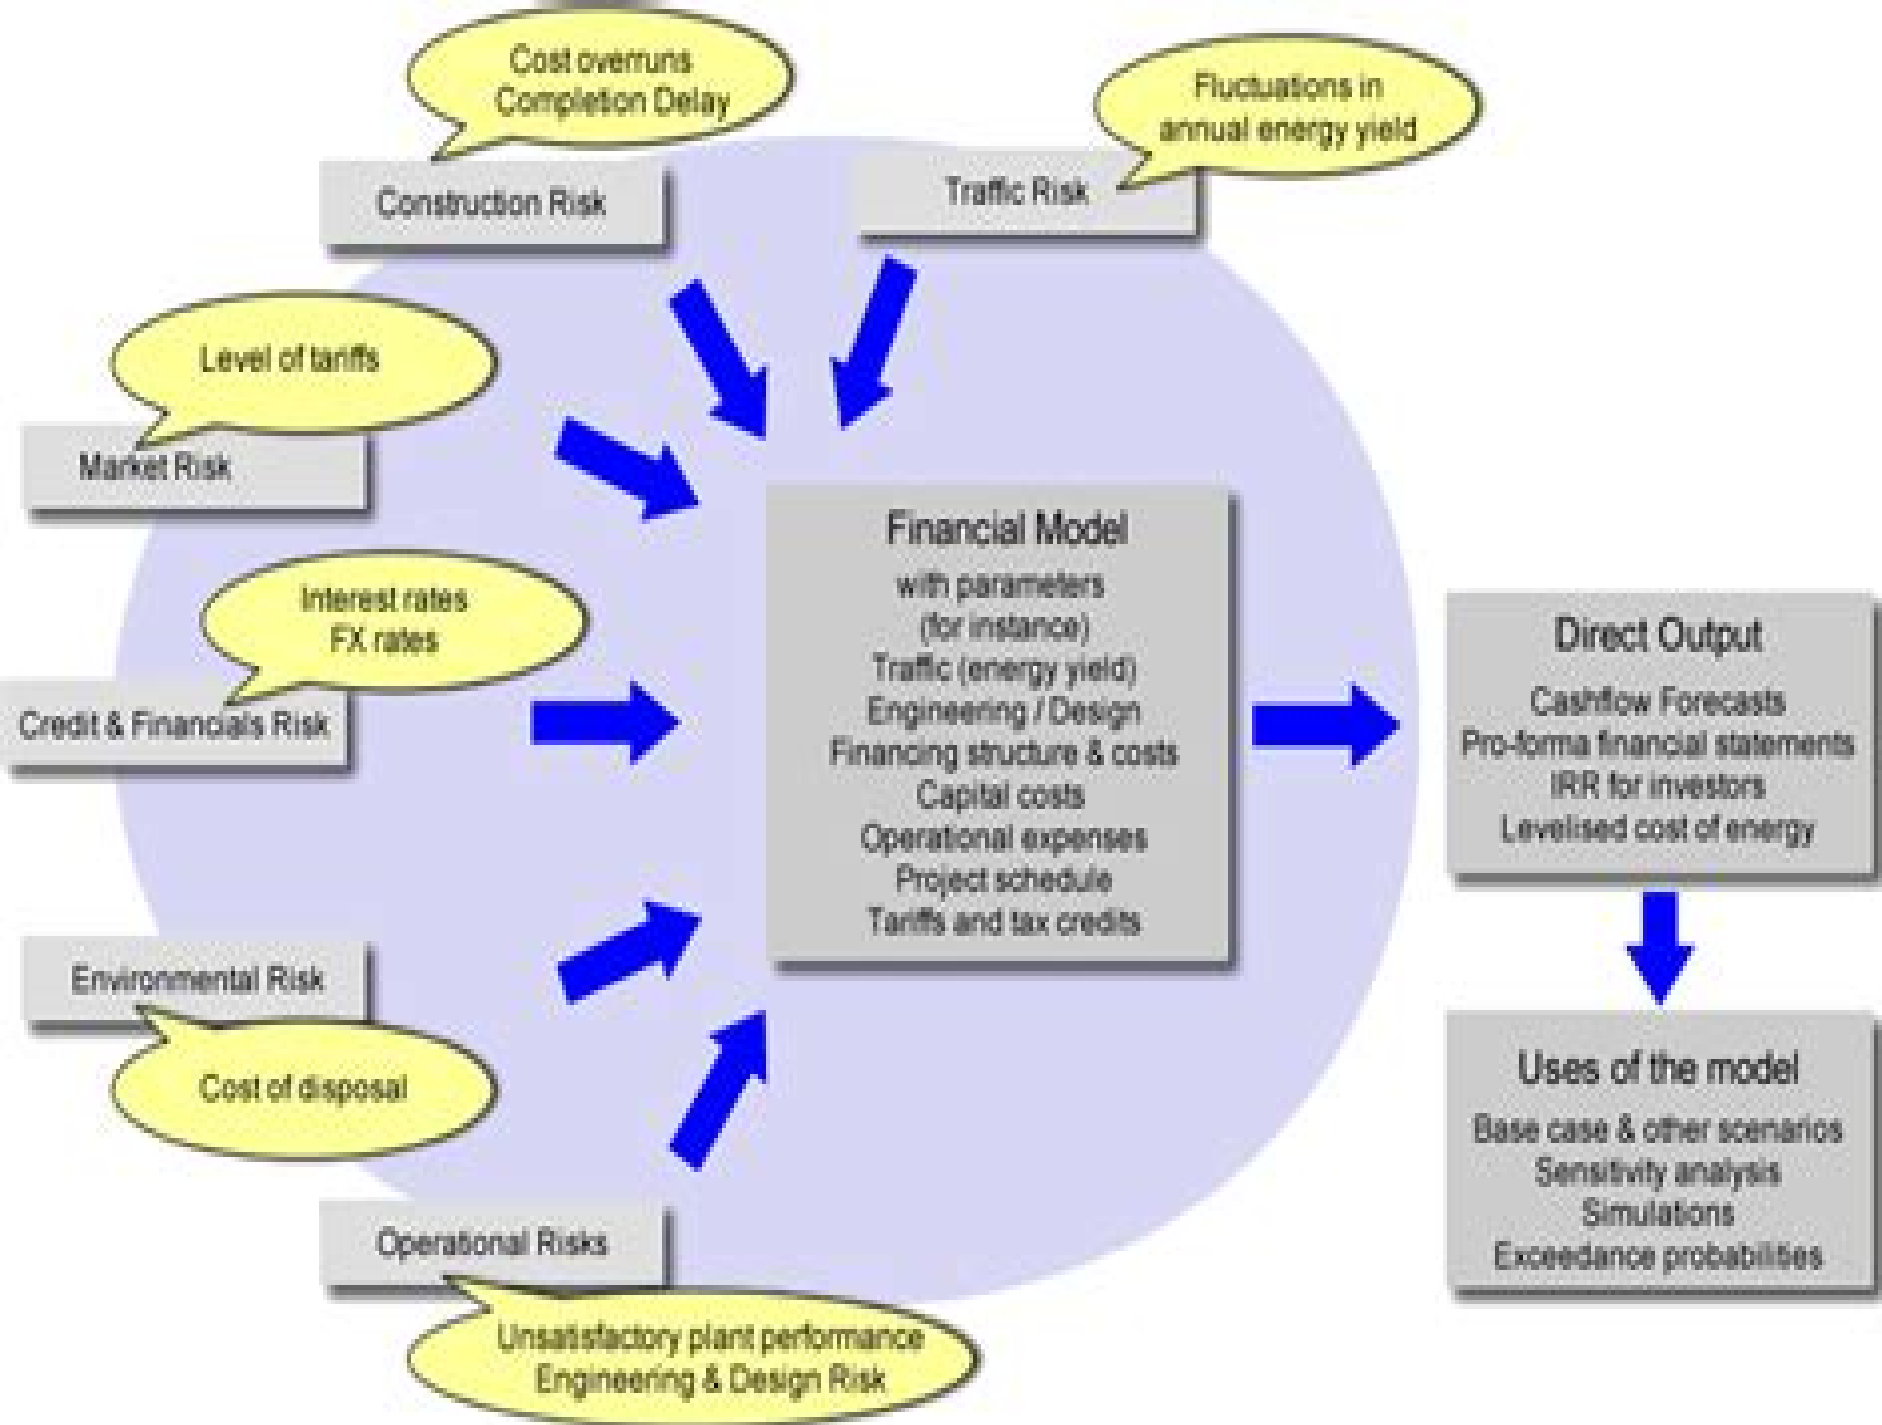 Cost overruns
Completion Delay
Fluctuations in
annual energy yield
Construction Risk
Traffic Risk
Level of tariffs
Market Risk
Interest rates
FX rates
Credit & Financials Risk
Environmental Risk
Cost of disposal
Operational Risks
Unsatisfactory plant performance
Engineering & Design Risk
Financial Model
with parameters
(for instance)
Traffic (energy yield)
Engineering / Design
Financing structure & costs
Capital costs
Operational expenses
Project schedule
Tariffs and tax credits
Direct Output
Cashflow Forecasts
Pro-forma financial statements
IRR for investors
Levelised cost of energy
Uses of the model
Base case & other scenarios
Sensitivity analysis
Simulations
Exceedance probabilities